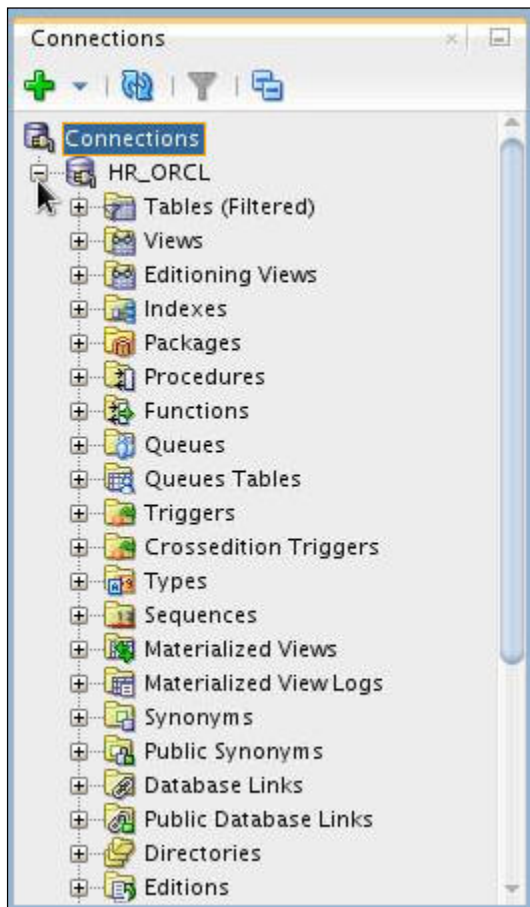 Connections
Connections
HR_ORCL
Tables (Filtered)
Views
Editioning Views
Indexes
Packages
Procedures
Functions
Queues
Queues Tables
Triggers
Crossedition Triggers
Types
Sequences
Materialized Views
Materialized View Logs
Synonyms
Public Synonyms
Database Links
Public Database Links
Directories
Editions